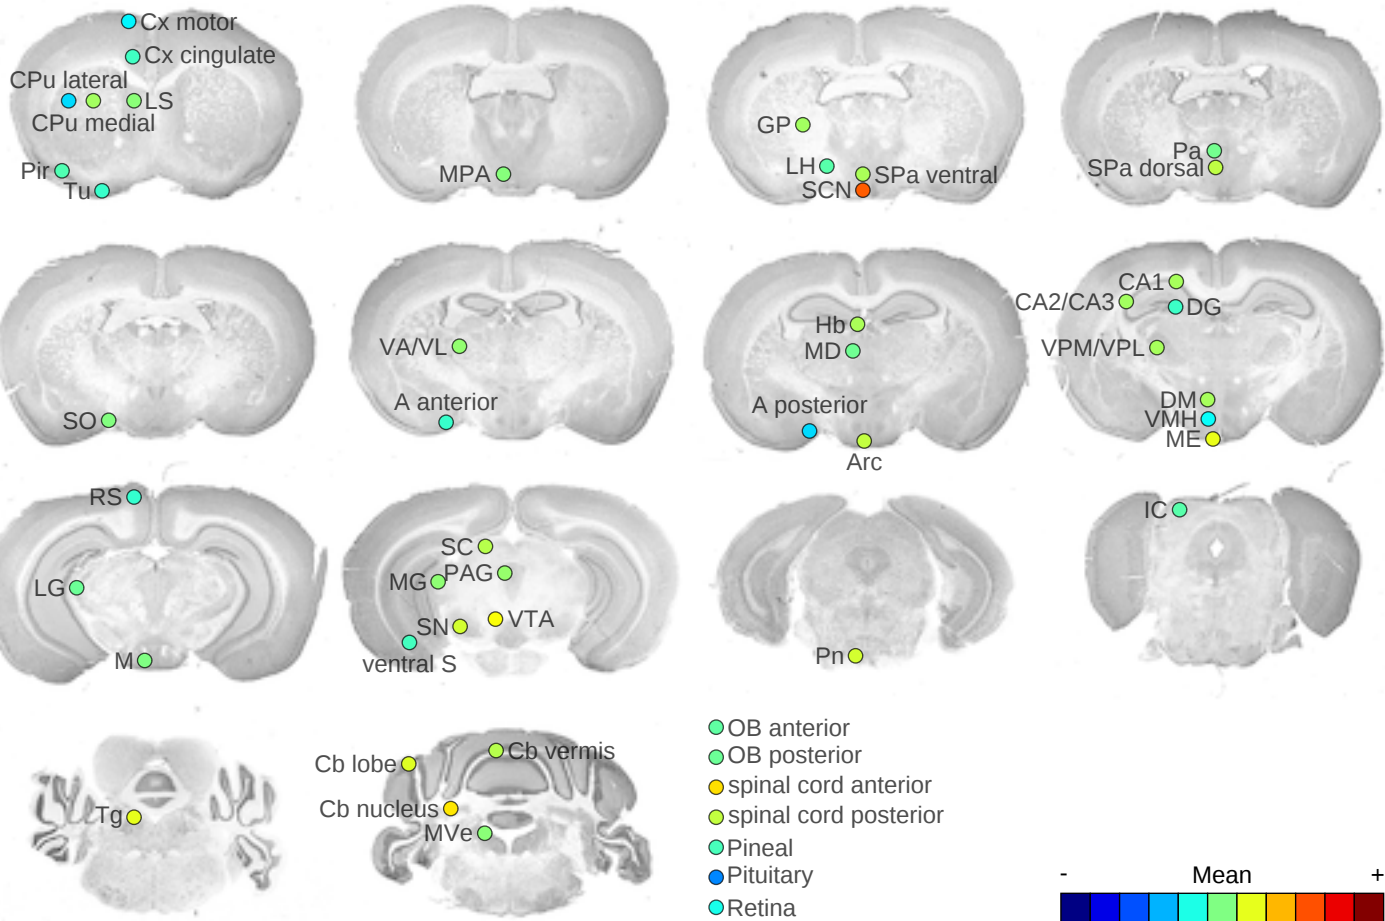 Cx motor
Cx cingulate
CPu lateral
LS
CPu medial
Pir
Tu
MPA
GP
LH
SPa ventral
SCN
Pa
SPa dorsal
SO
VA/VL
A anterior
Hb
MD
A posterior
Arc
CA1
CA2/CA3
DG
VPM/VPL
DM
VMH
ME
RS
LG
M
SC
MG
PAG
SN
VTA
ventral S
Pn
IC
Tg
Cb lobe
Cb vermis
Cb nucleus
MVe
OB anterior
OB posterior
spinal cord anterior
spinal cord posterior
Pineal
Pituitary
Retina
- Mean +